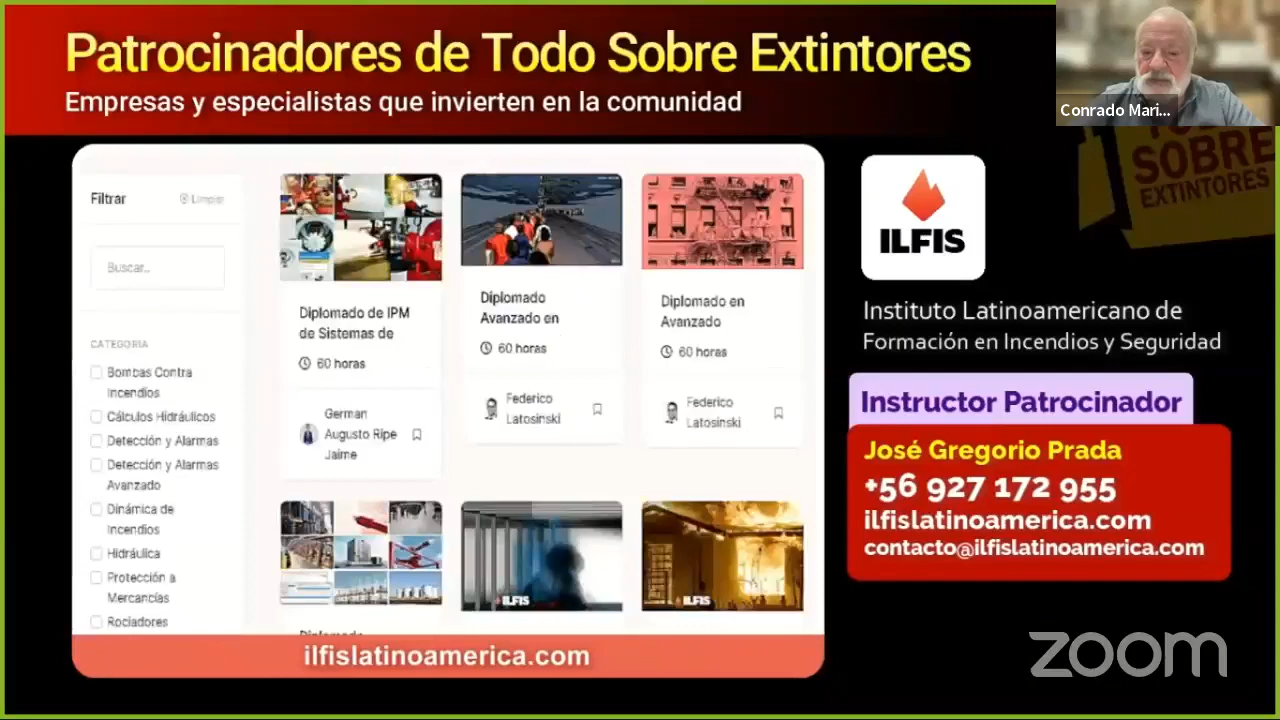 Patrocinadores de Todo Sobre Extintores
Empresas y especialistas que invierten en la comunidad
Conrado Mari...
SOBRE
EXTINTORES
Filtrar
Limpiar
Buscar...
CATEGORIA
Bombas Contra
Incendios
Cálculos Hidráulicos
Detección y Alarmas
Detección y Alarmas
Avanzado
Dinámica de
Incendios
Hidráulica
Protección a
Mercancías
Rociadores
Diplomado de IPM
de Sistemas de
60 horas
German
Augusto Ripe
Jaime
Diplomado
Avanzado en
60 horas
Federico
Latosinski
Diplomado en
Avanzado
60 horas
Federico
Latosinski
ILFIS
ILFIS
Diplomado
ilfislatinoamerica.com
ILFIS
Instituto Latinoamericano de
Formación en Incendios y Seguridad
Instructor Patrocinador
José Gregorio Prada
+56 927 172 955
ilfislatinoamerica.com
contacto@ilfislatinoamerica.com
zoom